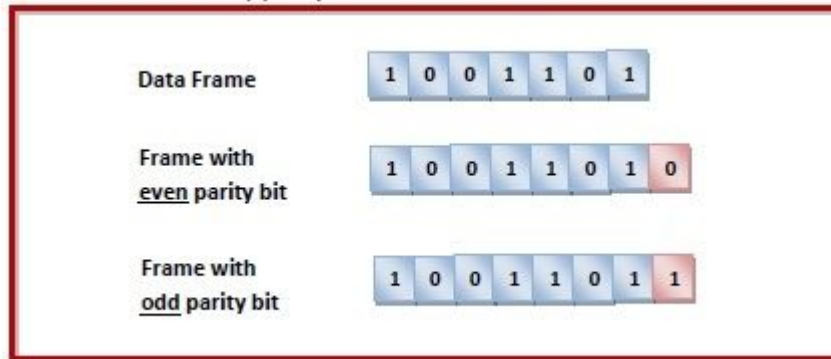 Data Frame 1 0 0 1 1 0 1
Frame with
even parity bit 1 0 0 1 1 0 1 0
Frame with
odd parity bit 1 0 0 1 1 0 1 1